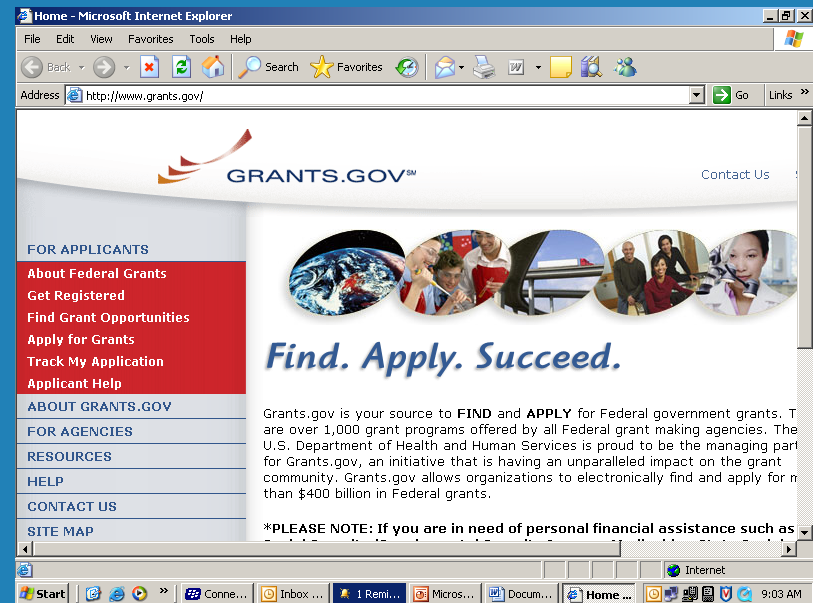 Home - Microsoft Internet Explorer
File Edit View Favorites Tools Help
Back Search Favorites
Address http://www.grants.gov/ Go Links »
GRANTS.GOV℠
Contact Us
FOR APPLICANTS
About Federal Grants
Get Registered
Find Grant Opportunities
Apply for Grants
Track My Application
Applicant Help
ABOUT GRANTS.GOV
FOR AGENCIES
RESOURCES
HELP
CONTACT US
SITE MAP
Find. Apply. Succeed.
Grants.gov is your source to FIND and APPLY for Federal government grants. T
are over 1,000 grant programs offered by all Federal grant making agencies. The
U.S. Department of Health and Human Services is proud to be the managing part
for Grants.gov, an initiative that is having an unparalleled impact on the grant
community. Grants.gov allows organizations to electronically find and apply for m
than $400 billion in Federal grants.
*PLEASE NOTE: If you are in need of personal financial assistance such as
Internet
Start » Conne... Inbox ... 1 Remi... Micros... Docum... Home ... 9:03 AM